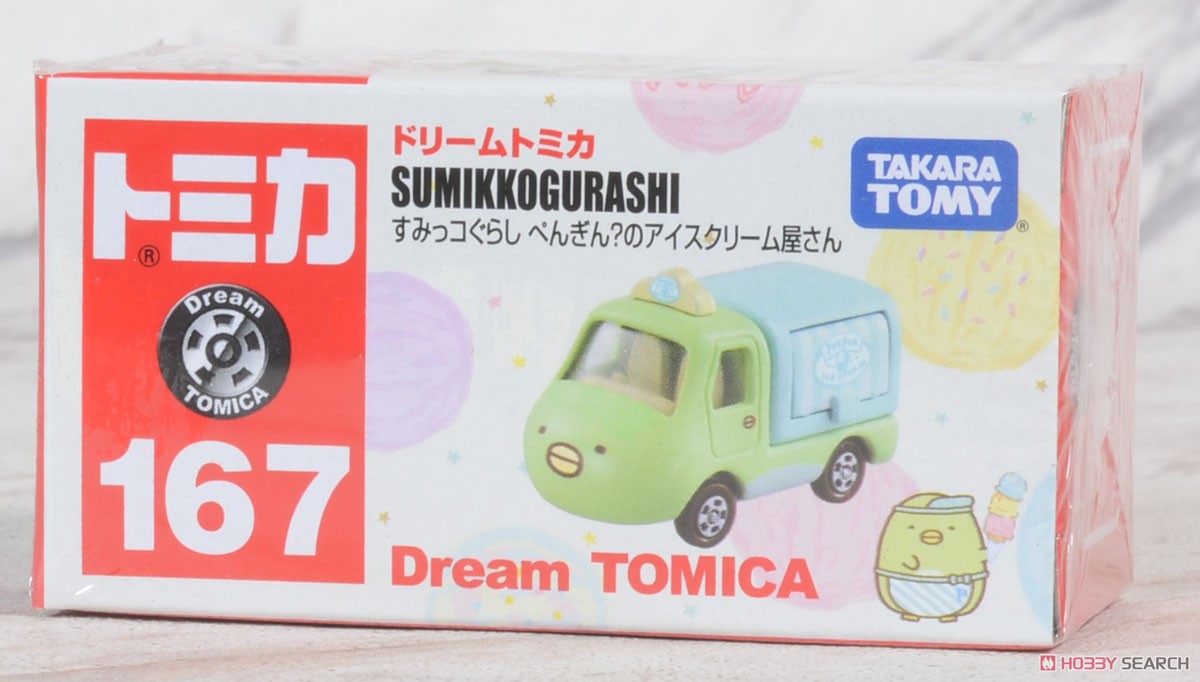 トミカ
®
Dream
TOMICA
167
ドリームトミカ
SUMIKKOGURASHI
すみっコぐらし ぺんぎん?のアイスクリーム屋さん
TAKARA
TOMY
®
Dream TOMICA
P
HOBBY SEARCH